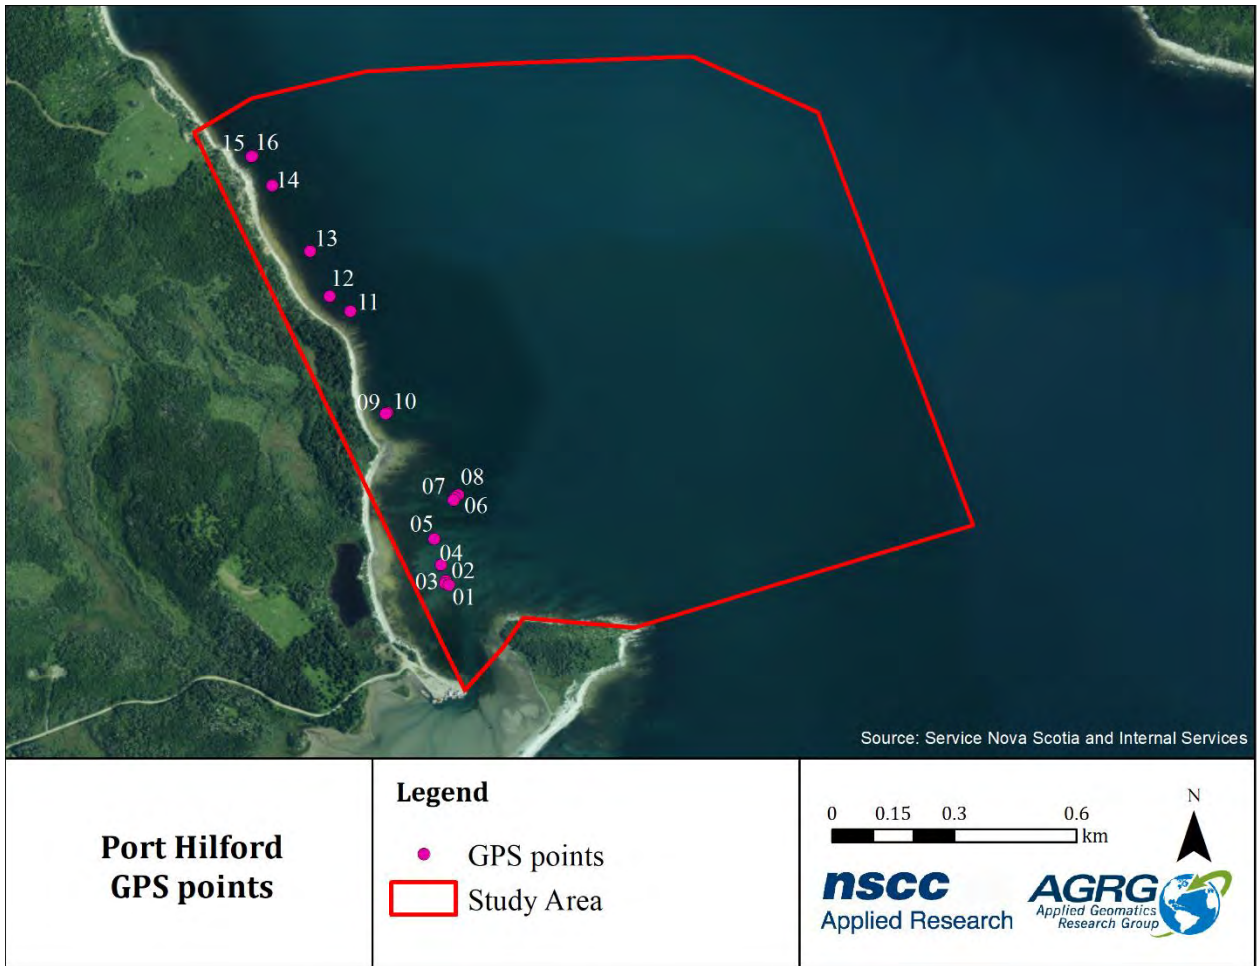 15 16
14
13
12
11
09 10
07 08
06
05
04
02
03
01
Source: Service Nova Scotia and Internal Services
Port Hilford
GPS points
Legend
GPS points
Study Area
0 0.15 0.3 0.6
km
N
nscc
Applied Research
AGRG
Applied Geomatics
Research Group